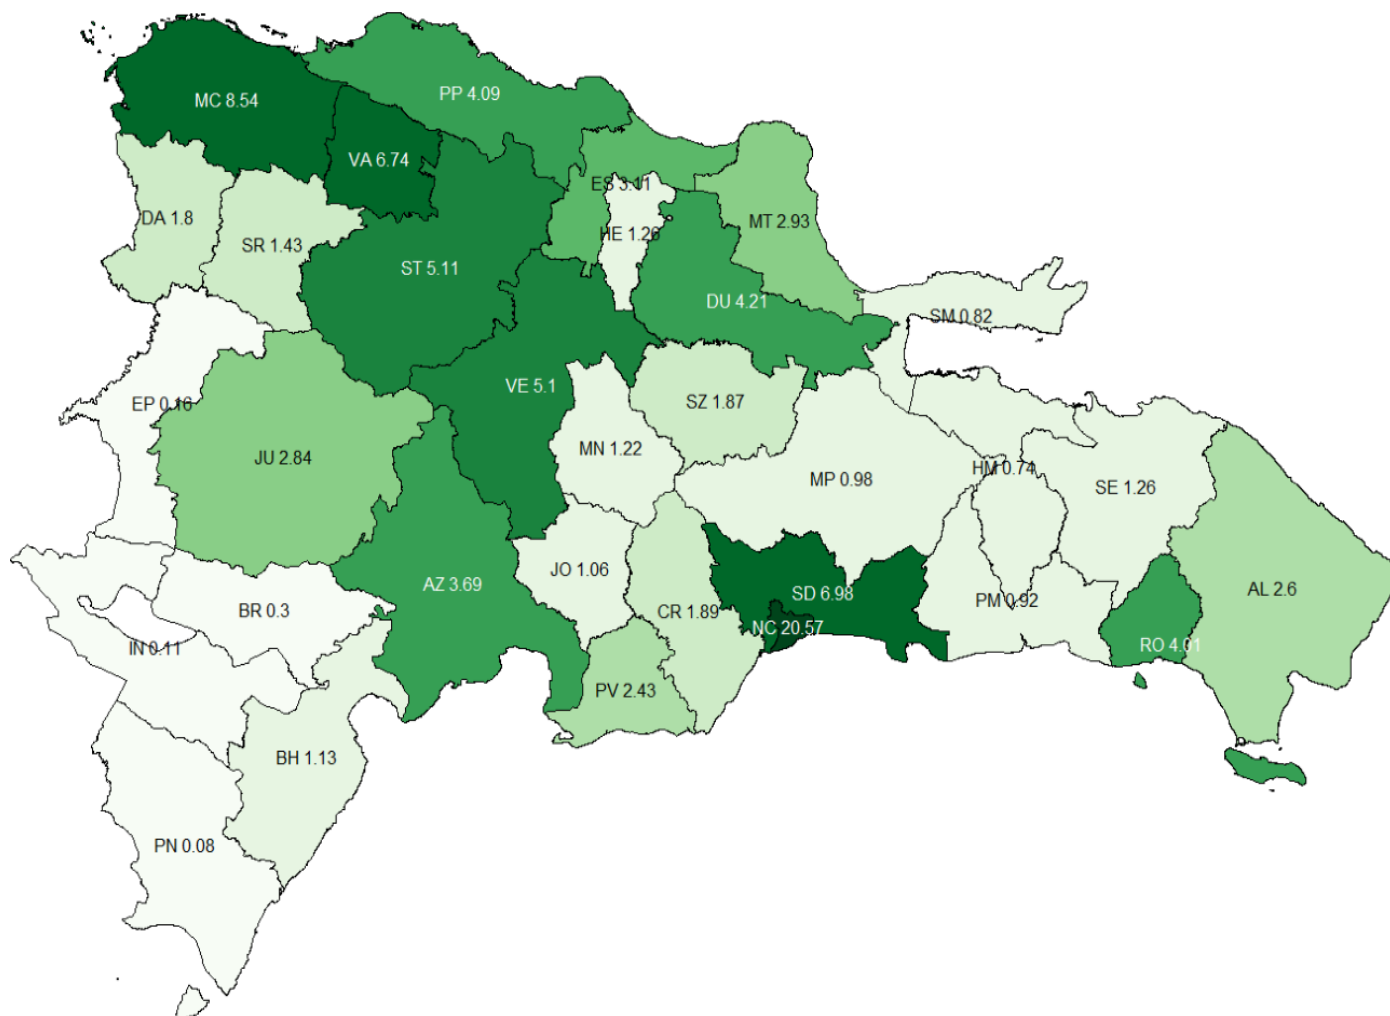 MC 8.54
PP 4.09
VA 6.74
ES 3.11
DA 1.8
SR 1.43
HE 1.26
MT 2.93
ST 5.11
DU 4.21
SM 0.82
VE 5.1
EP 0.16
SZ 1.87
JU 2.84
MN 1.22
MP 0.98
HM 0.74
SE 1.26
JO 1.06
AZ 3.69
SD 6.98
AL 2.6
BR 0.3
CR 1.89
PM 0.92
NC 20.57
IN 0.11
RO 4.01
PV 2.43
BH 1.13
PN 0.08